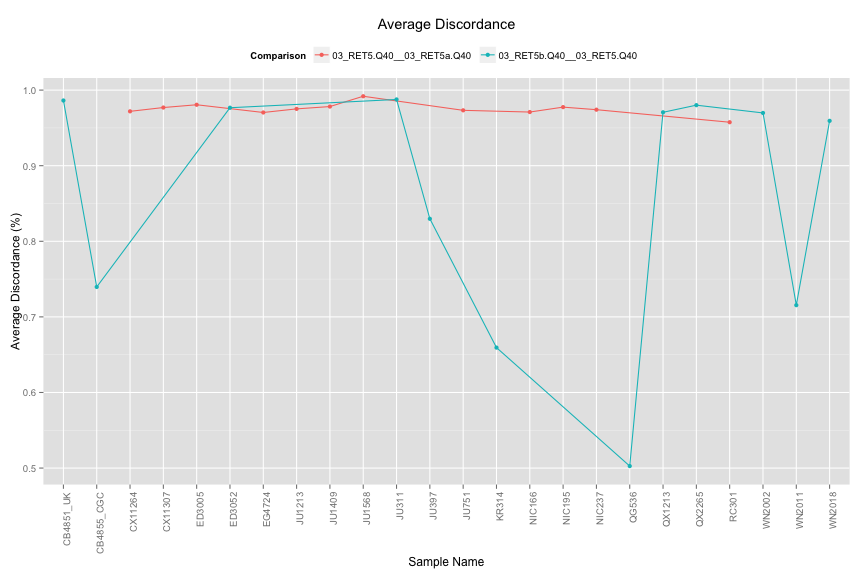 Average Discordance
Comparison 03_RET5.Q40__03_RET5a.Q40 03_RET5b.Q40__03_RET5.Q40
Average Discordance (%)
1.0
0.9
0.8
0.7
0.6
0.5
CB4851_UK
CB4855_CGC
CX11264
CX11307
ED3005
ED3052
EG4724
JU1213
JU1409
JU1568
JU311
JU397
JU751
KR314
NIC166
NIC195
NIC237
QG536
QX1213
QX2265
RC301
WN2002
WN2011
WN2018
Sample Name